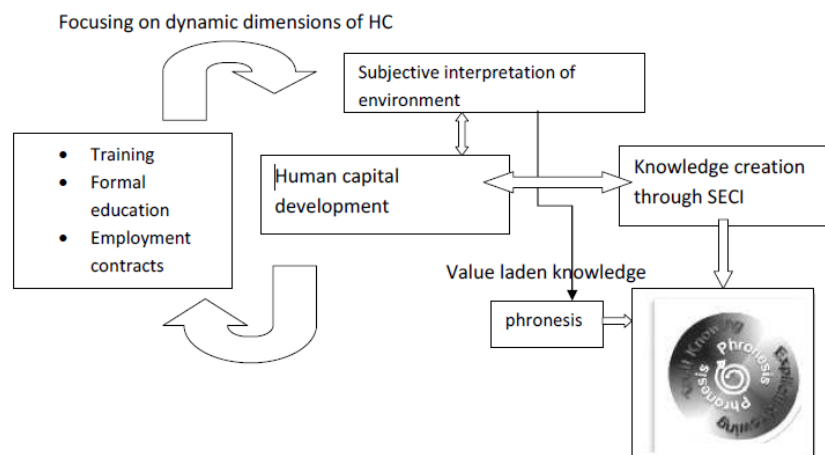 Focusing on dynamic dimensions of HC
Subjective interpretation of
environment
• Training
• Formal
education
• Employment
contracts
Human capital
development
Knowledge creation
through SECI
Value laden knowledge
phronesis
Phronesis
Phronesis
Knowing